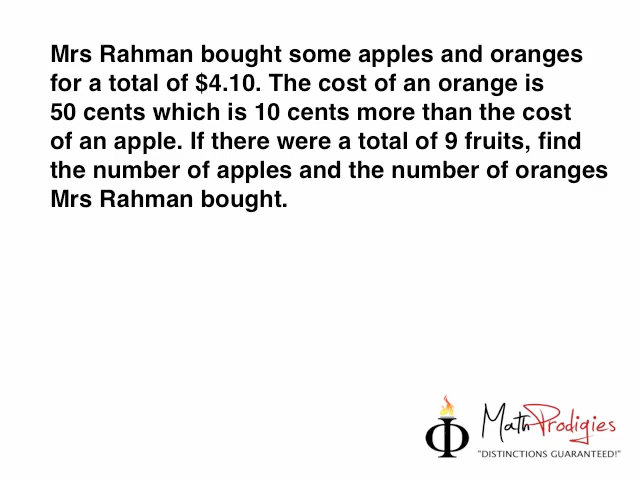 Mrs Rahman bought some apples and oranges
for a total of $4.10. The cost of an orange is
50 cents which is 10 cents more than the cost
of an apple. If there were a total of 9 fruits, find
the number of apples and the number of oranges
Mrs Rahman bought.
Math Prodigies
"DISTINCTIONS GUARANTEED!"